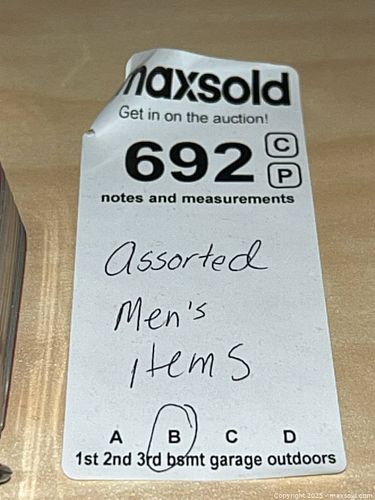 maxsold
Get in on the auction!
692 C
P
notes and measurements
Assorted
Men's
items
A B C D
1st 2nd 3rd bsmt garage outdoors
Copyright 2025 - maxsold.com